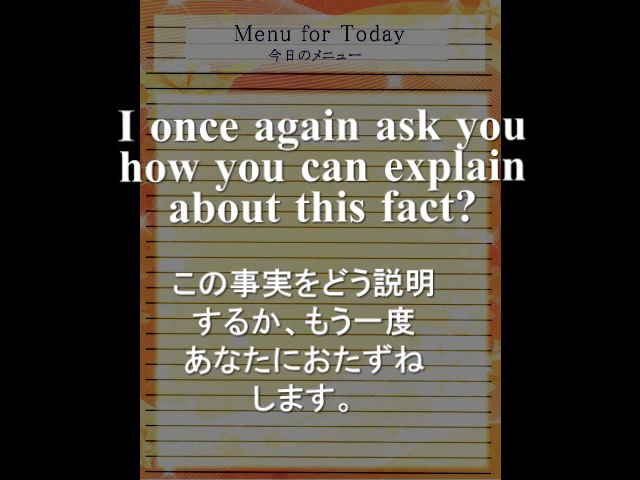 Menu for Today
今日のメニュー
I once again ask you
how you can explain
about this fact?
この事実をどう説明
するか、もう一度
あなたにおたずね
します。